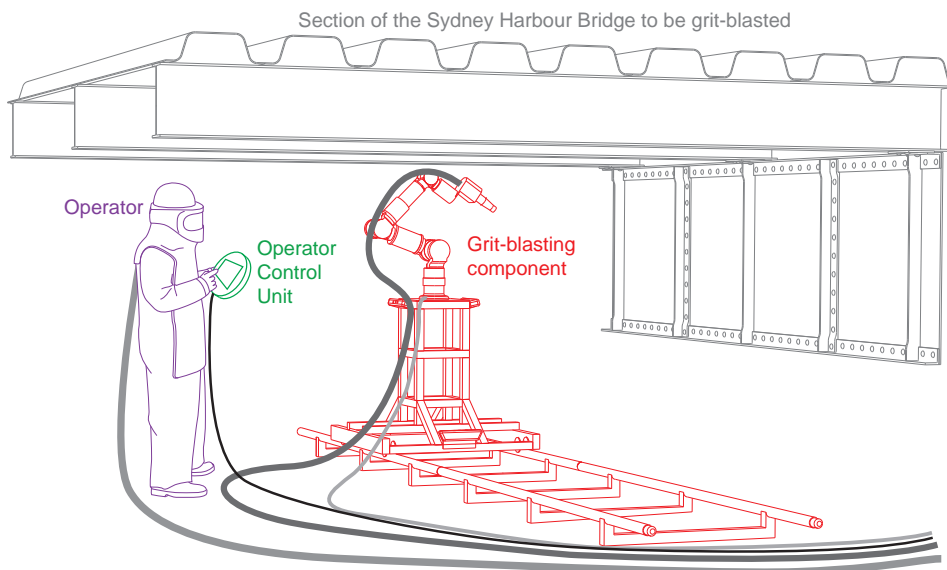 Section of the Sydney Harbour Bridge to be grit-blasted
Operator
Operator
Control
Unit
Grit-blasting
component